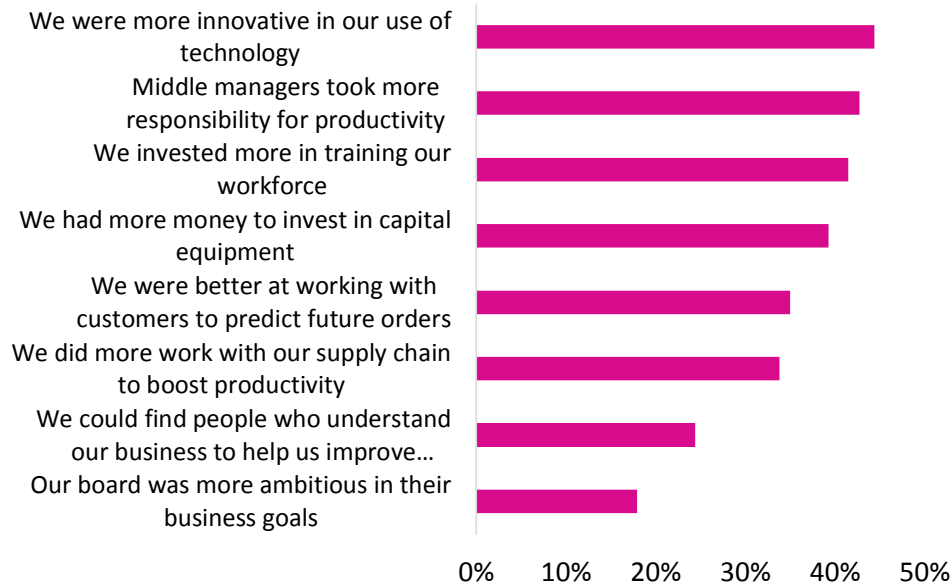 We were more innovative in our use of
technology
Middle managers took more
responsibility for productivity
We invested more in training our
workforce
We had more money to invest in capital
equipment
We were better at working with
customers to predict future orders
We did more work with our supply chain
to boost productivity
We could find people who understand
our business to help us improve…
Our board was more ambitious in their
business goals
0% 10% 20% 30% 40% 50%